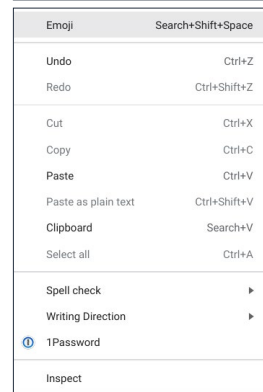 Emoji Search+Shift+Space
Undo Ctrl+Z
Redo Ctrl+Shift+Z
Cut Ctrl+X
Copy Ctrl+C
Paste Ctrl+V
Paste as plain text Ctrl+Shift+V
Clipboard Search+V
Select all Ctrl+A
Spell check
Writing Direction
1Password
Inspect